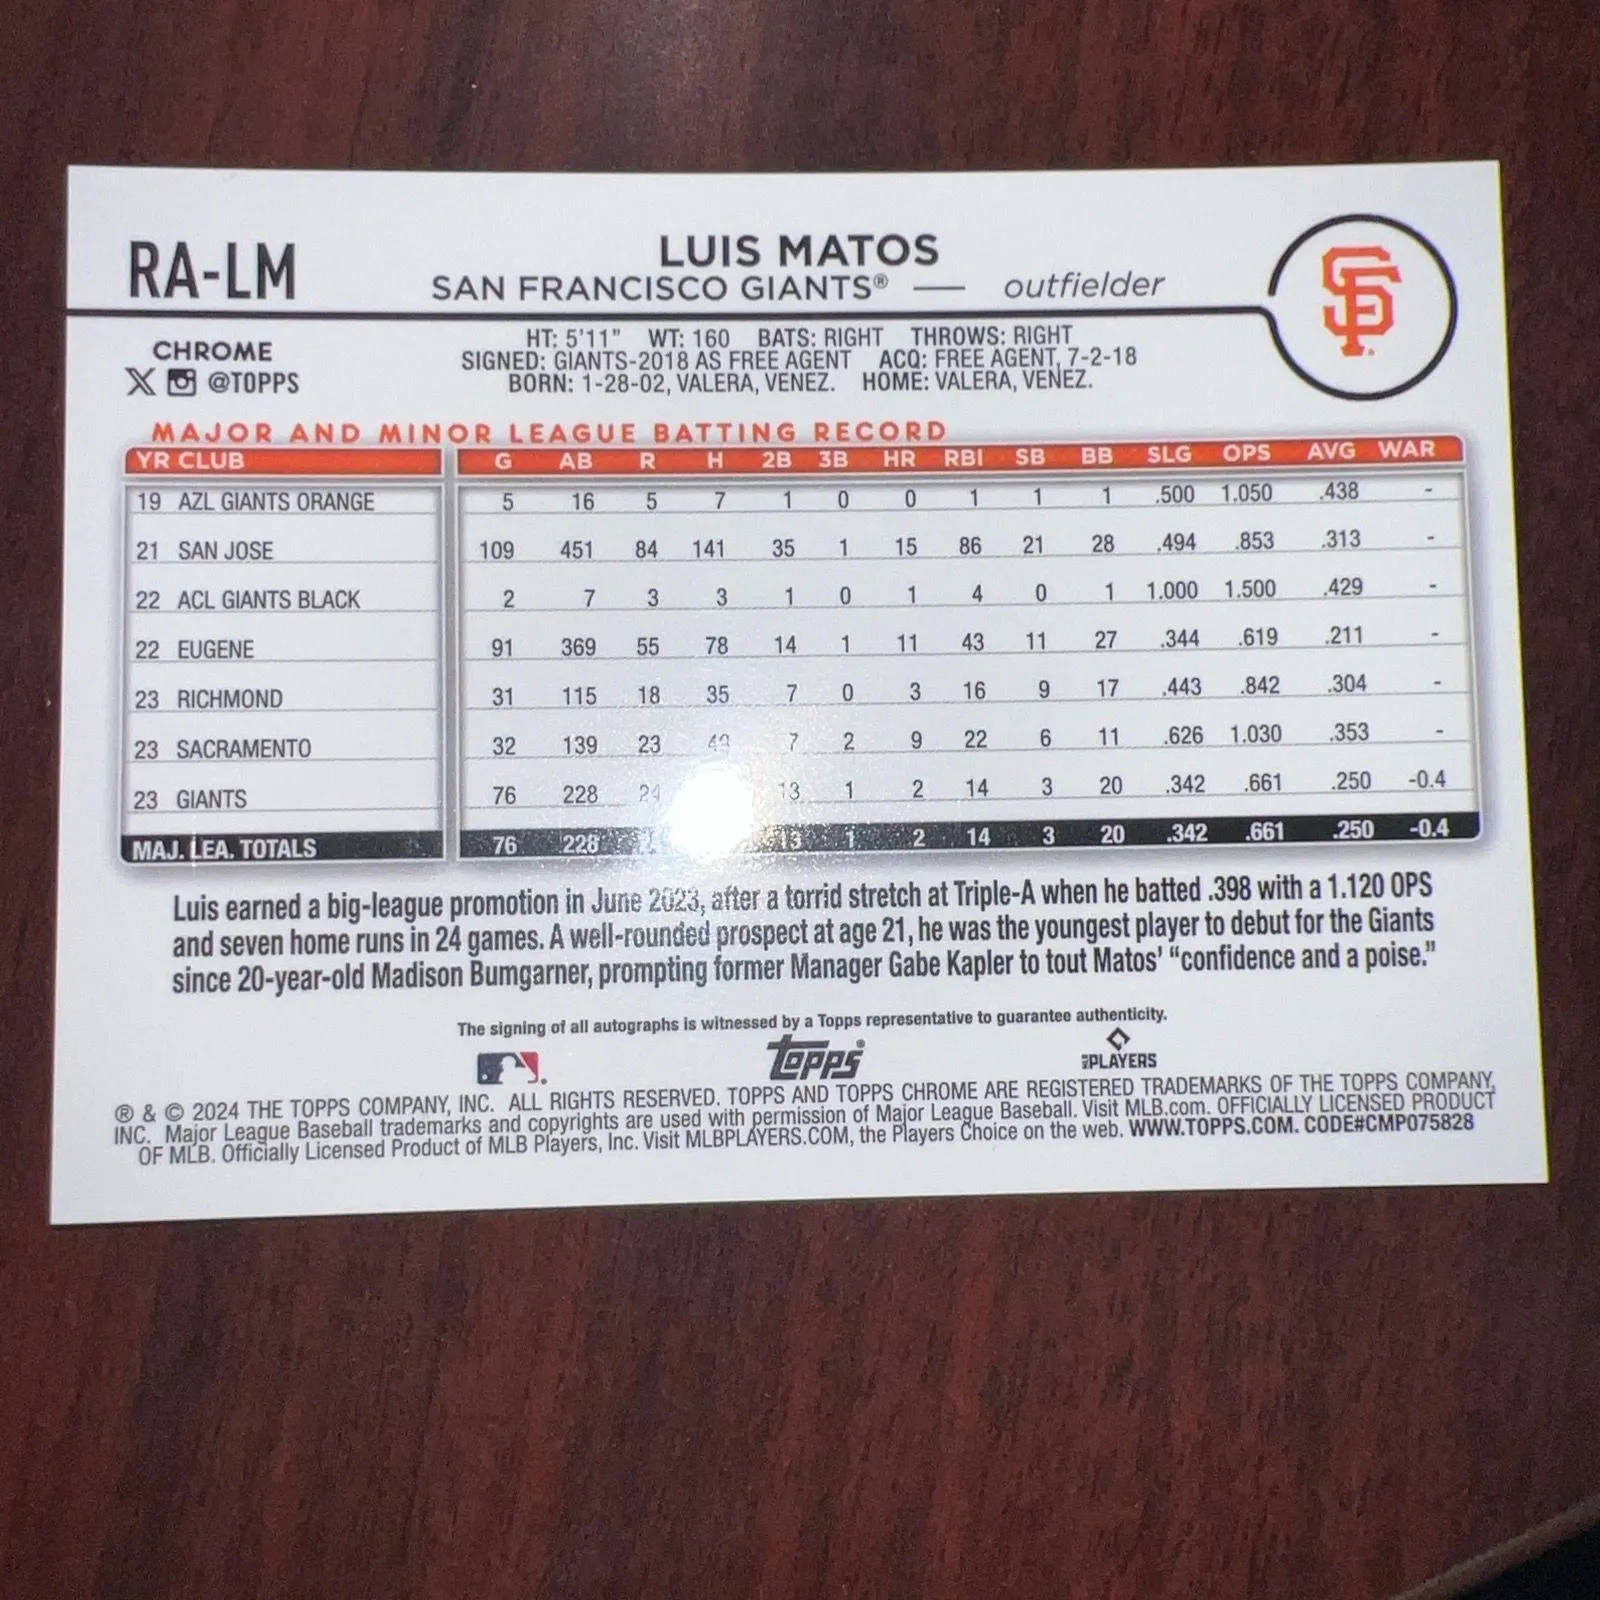 RA-LM
LUIS MATOS
SAN FRANCISCO GIANTS® — outfielder
SF
CHROME
X @TOPPS
HT: 5'11" WT: 160 BATS: RIGHT THROWS: RIGHT
SIGNED: GIANTS-2018 AS FREE AGENT ACQ: FREE AGENT, 7-2-18
BORN: 1-28-02, VALERA, VENEZ. HOME: VALERA, VENEZ.
MAJOR AND MINOR LEAGUE BATTING RECORD
YR CLUB G AB R H 2B 3B HR RBI SB BB SLG OPS AVG WAR
19 AZL GIANTS ORANGE 5 16 5 7 1 0 0 1 1 1 .500 1.050 .438 -
21 SAN JOSE 109 451 84 141 35 1 15 86 21 28 .494 .853 .313 -
22 ACL GIANTS BLACK 2 7 3 3 1 0 1 4 0 1 1.000 1.500 .429 -
22 EUGENE 91 369 55 78 14 1 11 43 11 27 .344 .619 .211 -
23 RICHMOND 31 115 18 35 7 0 3 16 9 17 .443 .842 .304 -
23 SACRAMENTO 32 139 23 49 7 2 9 22 6 11 .626 1.030 .353 -
23 GIANTS 76 228 24 13 1 2 14 3 20 .342 .661 .250 -0.4
MAJ. LEA. TOTALS 76 228 13 1 2 14 3 20 .342 .661 .250 -0.4
Luis earned a big-league promotion in June 2023, after a torrid stretch at Triple-A when he batted .398 with a 1.120 OPS
and seven home runs in 24 games. A well-rounded prospect at age 21, he was the youngest player to debut for the Giants
since 20-year-old Madison Bumgarner, prompting former Manager Gabe Kapler to tout Matos' "confidence and a poise."
The signing of all autographs is witnessed by a Topps representative to guarantee authenticity.
Topps® PLAYERS
® & © 2024 THE TOPPS COMPANY, INC. ALL RIGHTS RESERVED. TOPPS AND TOPPS CHROME ARE REGISTERED TRADEMARKS OF THE TOPPS COMPANY,
INC. Major League Baseball trademarks and copyrights are used with permission of Major League Baseball. Visit MLB.com. OFFICIALLY LICENSED PRODUCT
OF MLB. Officially Licensed Product of MLB Players, Inc. Visit MLBPLAYERS.COM, the Players Choice on the web. WWW.TOPPS.COM. CODE#CMP075828